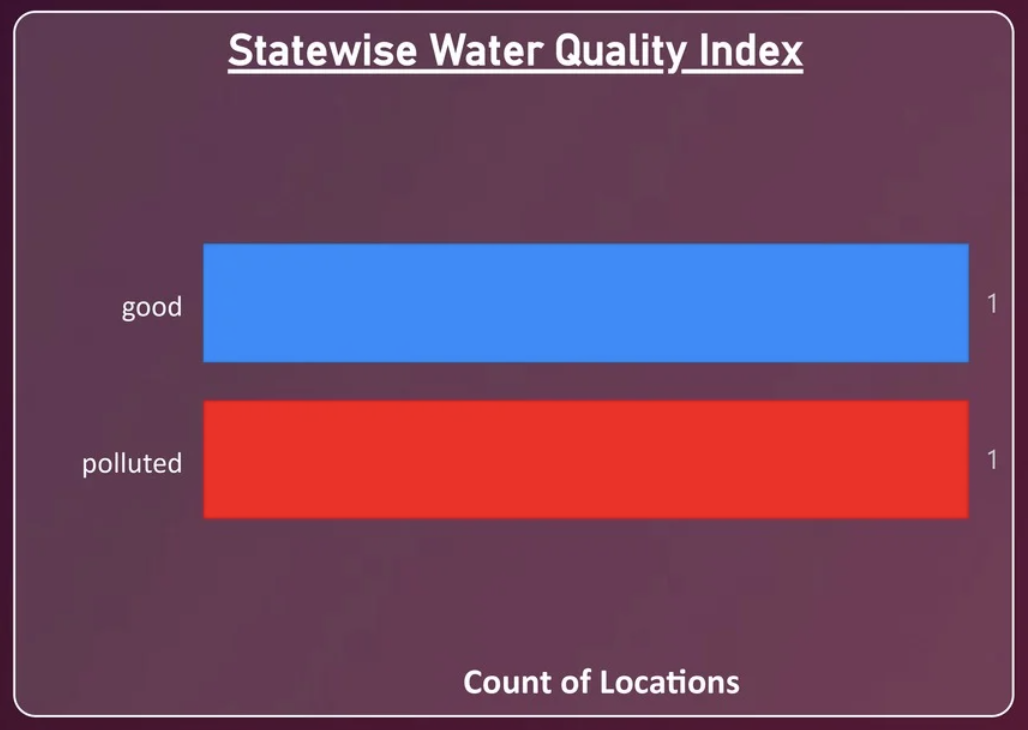 Statewise Water Quality Index
good
1
polluted
1
Count of Locations